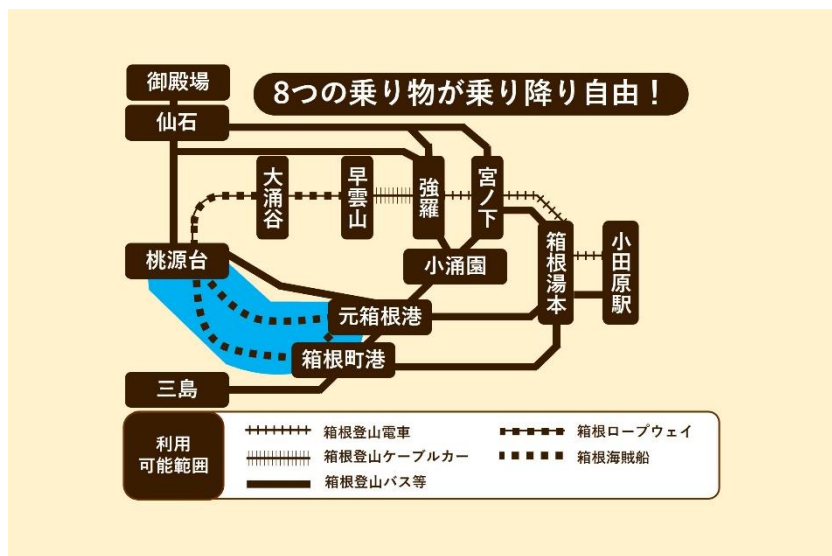 御殿場
8つの乗り物が乗り降り自由！
仙石
大涌谷
早雲山
強羅
宮ノ下
桃源台
小涌園
箱根湯本
小田原駅
元箱根港
箱根町港
三島
利用
可能範囲
箱根登山電車
箱根ロープウェイ
箱根登山ケーブルカー
箱根海賊船
箱根登山バス等